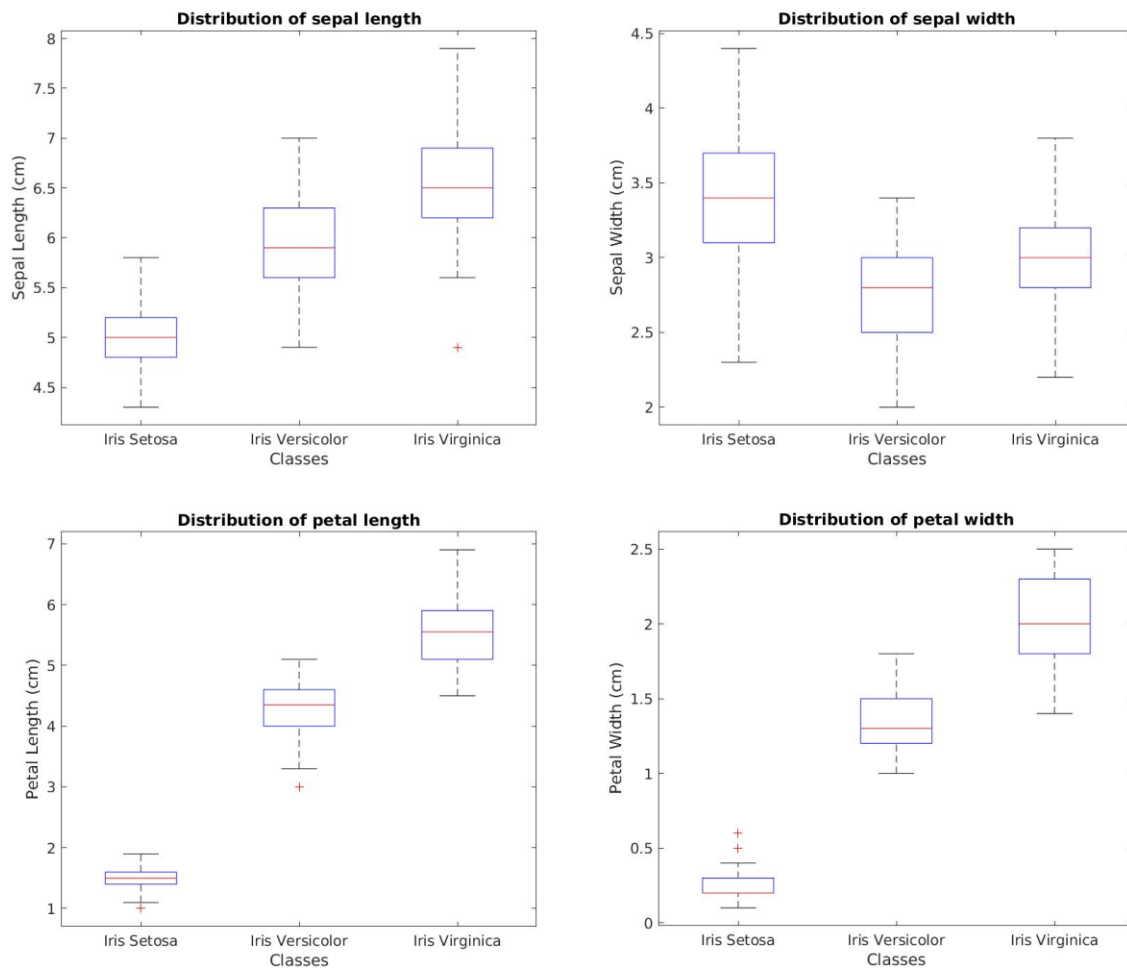 Distribution of sepal length
Sepal Length (cm)
8
7.5
7
6.5
6
5.5
5
4.5
Iris Setosa Iris Versicolor Iris Virginica
Classes
Distribution of sepal width
Sepal Width (cm)
4.5
4
3.5
3
2.5
2
Iris Setosa Iris Versicolor Iris Virginica
Classes
Distribution of petal length
Petal Length (cm)
7
6
5
4
3
2
1
Iris Setosa Iris Versicolor Iris Virginica
Classes
Distribution of petal width
Petal Width (cm)
2.5
2
1.5
1
0.5
0
Iris Setosa Iris Versicolor Iris Virginica
Classes